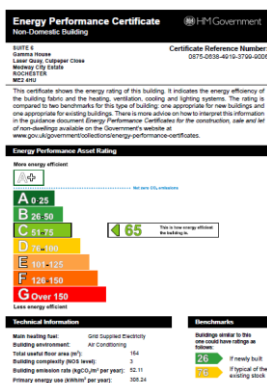 Energy Performance Certificate
HM Government
Non-Domestic Building
SUITE 6
Gamma House
Laser Quay, Culpeper Close
Medway City Estate
ROCHESTER
ME2 4HU
Certificate Reference Number:
0875-0638-4919-3799-9006
This certificate shows the energy rating of this building. It indicates the energy efficiency of
the building fabric and the heating, ventilation, cooling and lighting systems. The rating is
compared to two benchmarks for this type of building: one appropriate for new buildings and
one appropriate for existing buildings. There is more advice on how to interpret this information
in the guidance document Energy Performance Certificates for the construction, sale and let
of non-dwellings available on the Government's website at
www.gov.uk/government/collections/energy-performance-certificates.
Energy Performance Asset Rating
More energy efficient
A+
Net zero CO₂ emissions
A 0-25
B 26-50
C 51-75
65
This is how energy efficient
the building is.
D 76-100
E 101-125
F 126-150
G Over 150
Less energy efficient
Technical Information
Main heating fuel: Grid Supplied Electricity
Building environment: Air Conditioning
Total useful floor area (m²): 164
Building complexity (NOS level): 3
Building emission rate (kgCO₂/m² per year): 52.11
Primary energy use (kWh/m² per year): 308.24
Benchmarks
Buildings similar to this
one could have ratings as
follows:
26 If newly built
76 If typical of the
existing stock